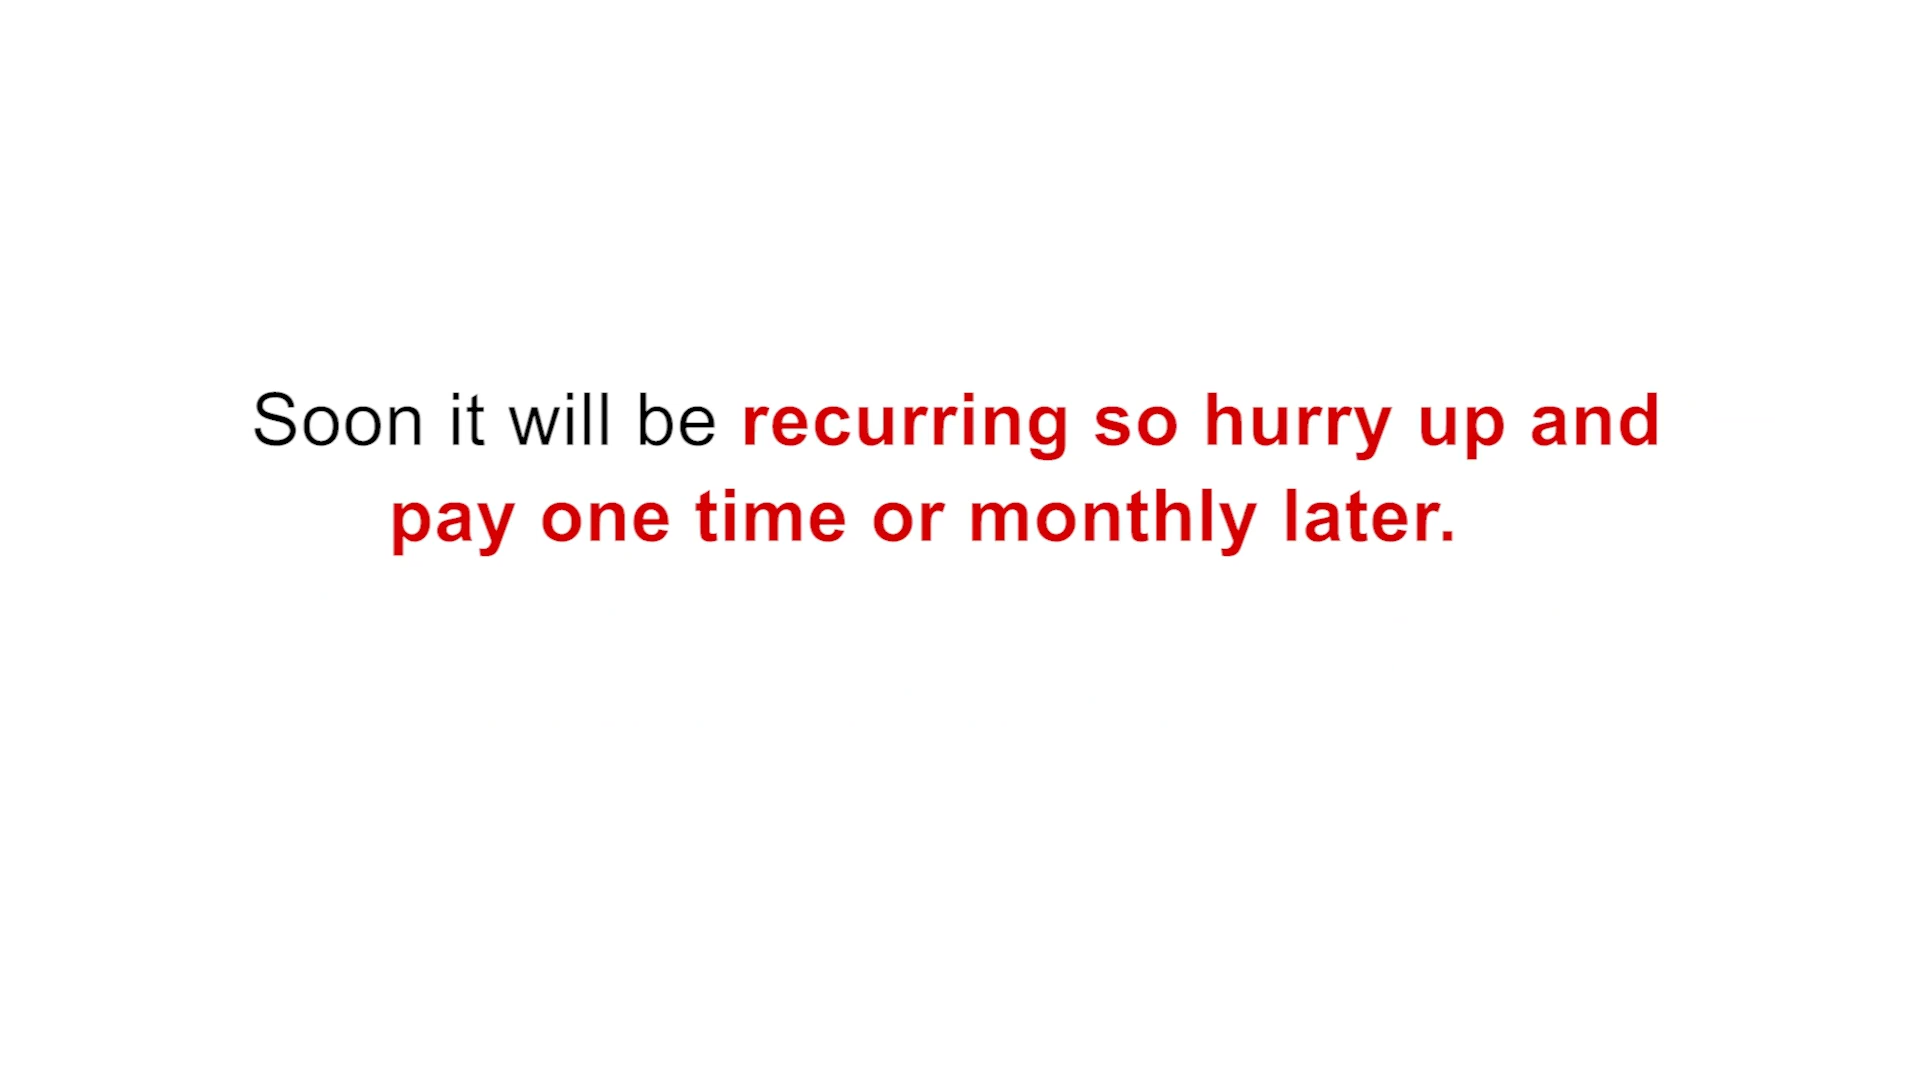 Soon it will be recurring so hurry up and
pay one time or monthly later.